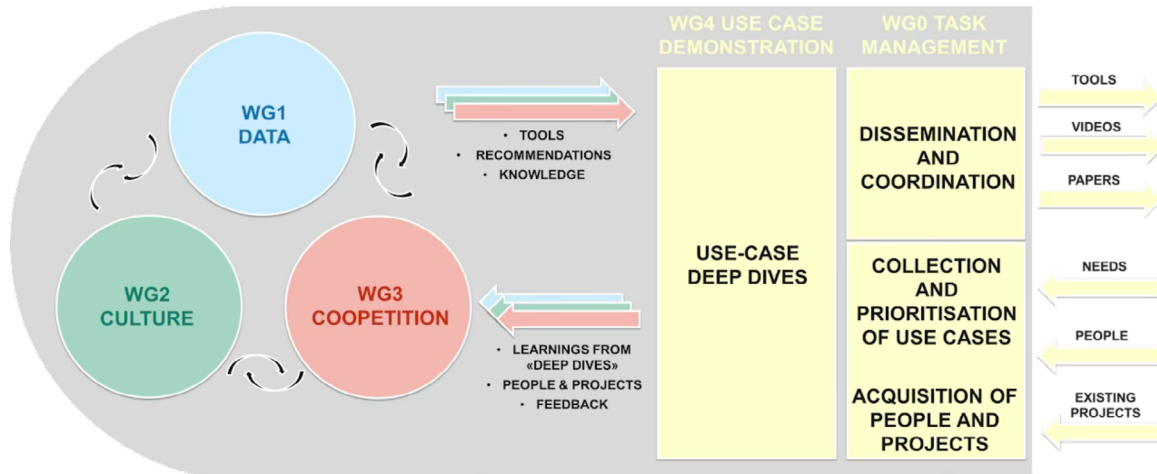 WG1
DATA
WG2
CULTURE
WG3
COOPETITION
• TOOLS
• RECOMMENDATIONS
• KNOWLEDGE
• LEARNINGS FROM
«DEEP DIVES»
• PEOPLE & PROJECTS
• FEEDBACK
WG4 USE CASE
DEMONSTRATION
USE-CASE
DEEP DIVES
WG0 TASK
MANAGEMENT
DISSEMINATION
AND
COORDINATION
COLLECTION
AND
PRIORITISATION
OF USE CASES
ACQUISITION OF
PEOPLE AND
PROJECTS
TOOLS
VIDEOS
PAPERS
NEEDS
PEOPLE
EXISTING
PROJECTS